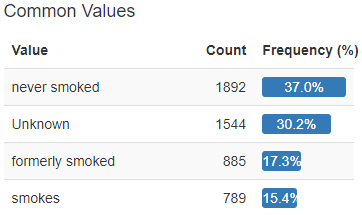 Common Values
Value Count Frequency (%)
never smoked 1892 37.0%
Unknown 1544 30.2%
formerly smoked 885 17.3%
smokes 789 15.4%